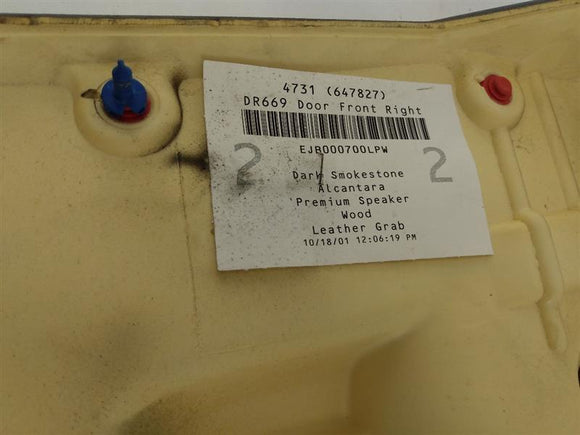 4731 (647827)
DR669 Door Front Right
EJB000700LPW
2 2
Dark Smokestone
Alcantara
Premium Speaker
Wood
Leather Grab
10/18/01 12:06:19 PM